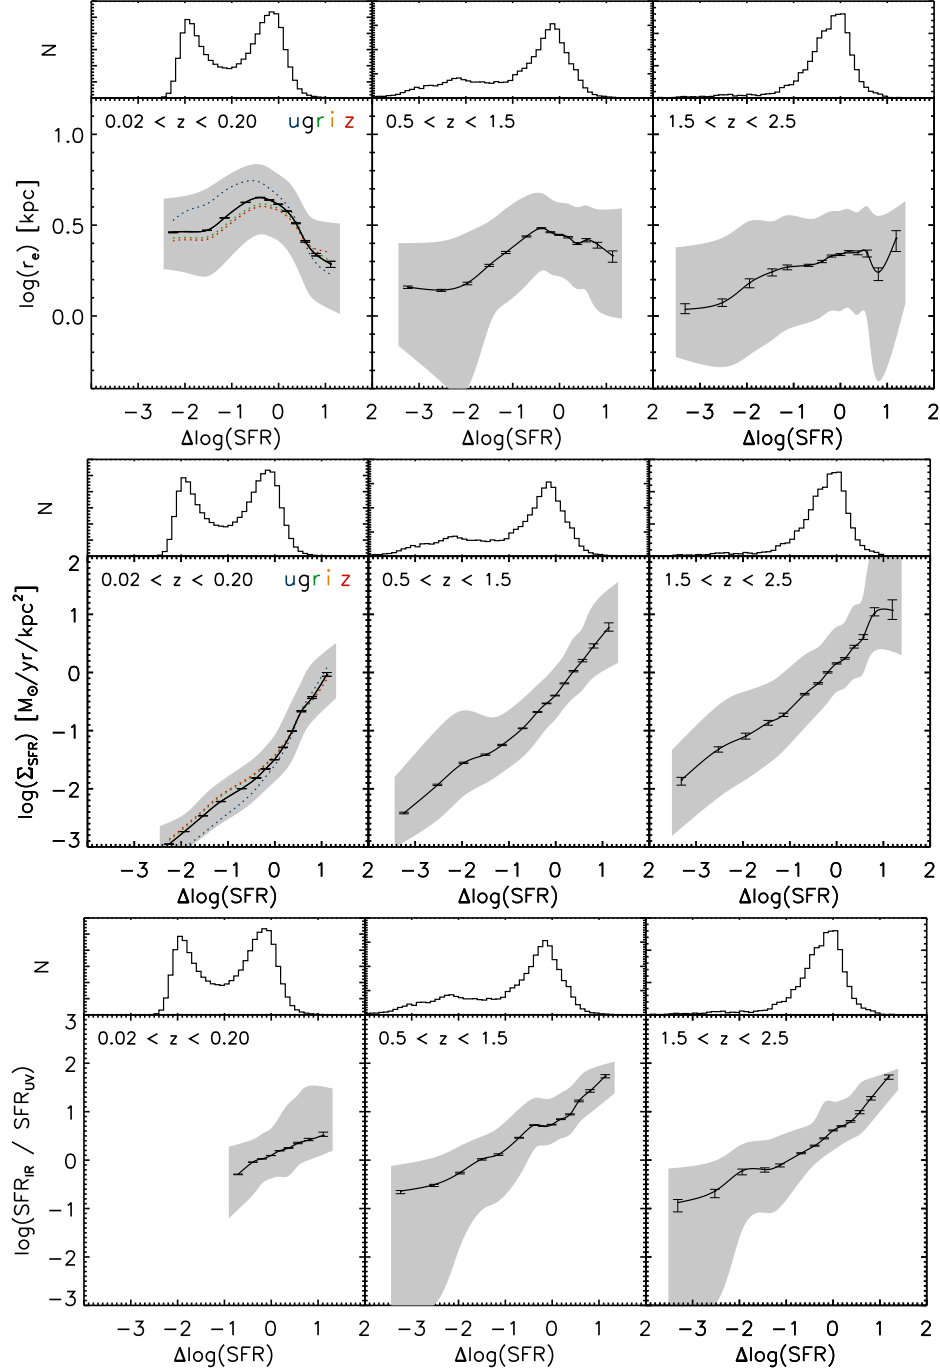 N
0.02 < z < 0.20 u g r i z 0.5 < z < 1.5 1.5 < z < 2.5
log(re) [kpc]
1.0
0.5
0.0
−3 −2 −1 0 1 2 −3 −2 −1 0 1 2 −3 −2 −1 0 1 2
Δlog(SFR) Δlog(SFR) Δlog(SFR)
N
0.02 < z < 0.20 u g r i z 0.5 < z < 1.5 1.5 < z < 2.5
log(ΣSFR) [M⊙/yr/kpc²]
2
1
0
−1
−2
−3
−3 −2 −1 0 1 2 −3 −2 −1 0 1 2 −3 −2 −1 0 1 2
Δlog(SFR) Δlog(SFR) Δlog(SFR)
N
0.02 < z < 0.20 0.5 < z < 1.5 1.5 < z < 2.5
log(SFRIR / SFRUV)
3
2
1
0
−1
−2
−3
−3 −2 −1 0 1 2 −3 −2 −1 0 1 2 −3 −2 −1 0 1 2
Δlog(SFR) Δlog(SFR) Δlog(SFR)